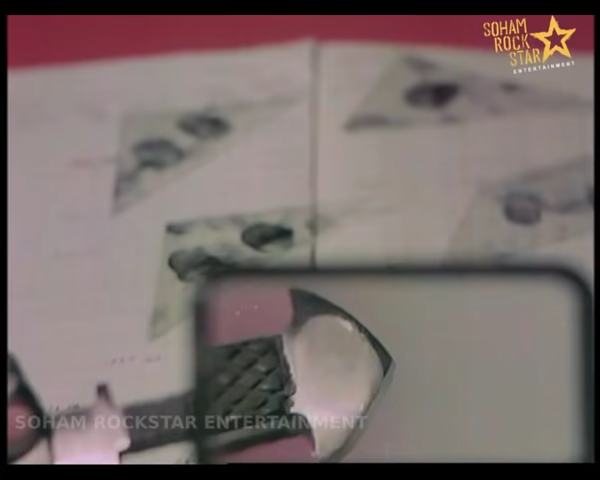 SOHAM
ROCK
STAR
ENTERTAINMENT
SOHAM ROCKSTAR ENTERTAINMENT